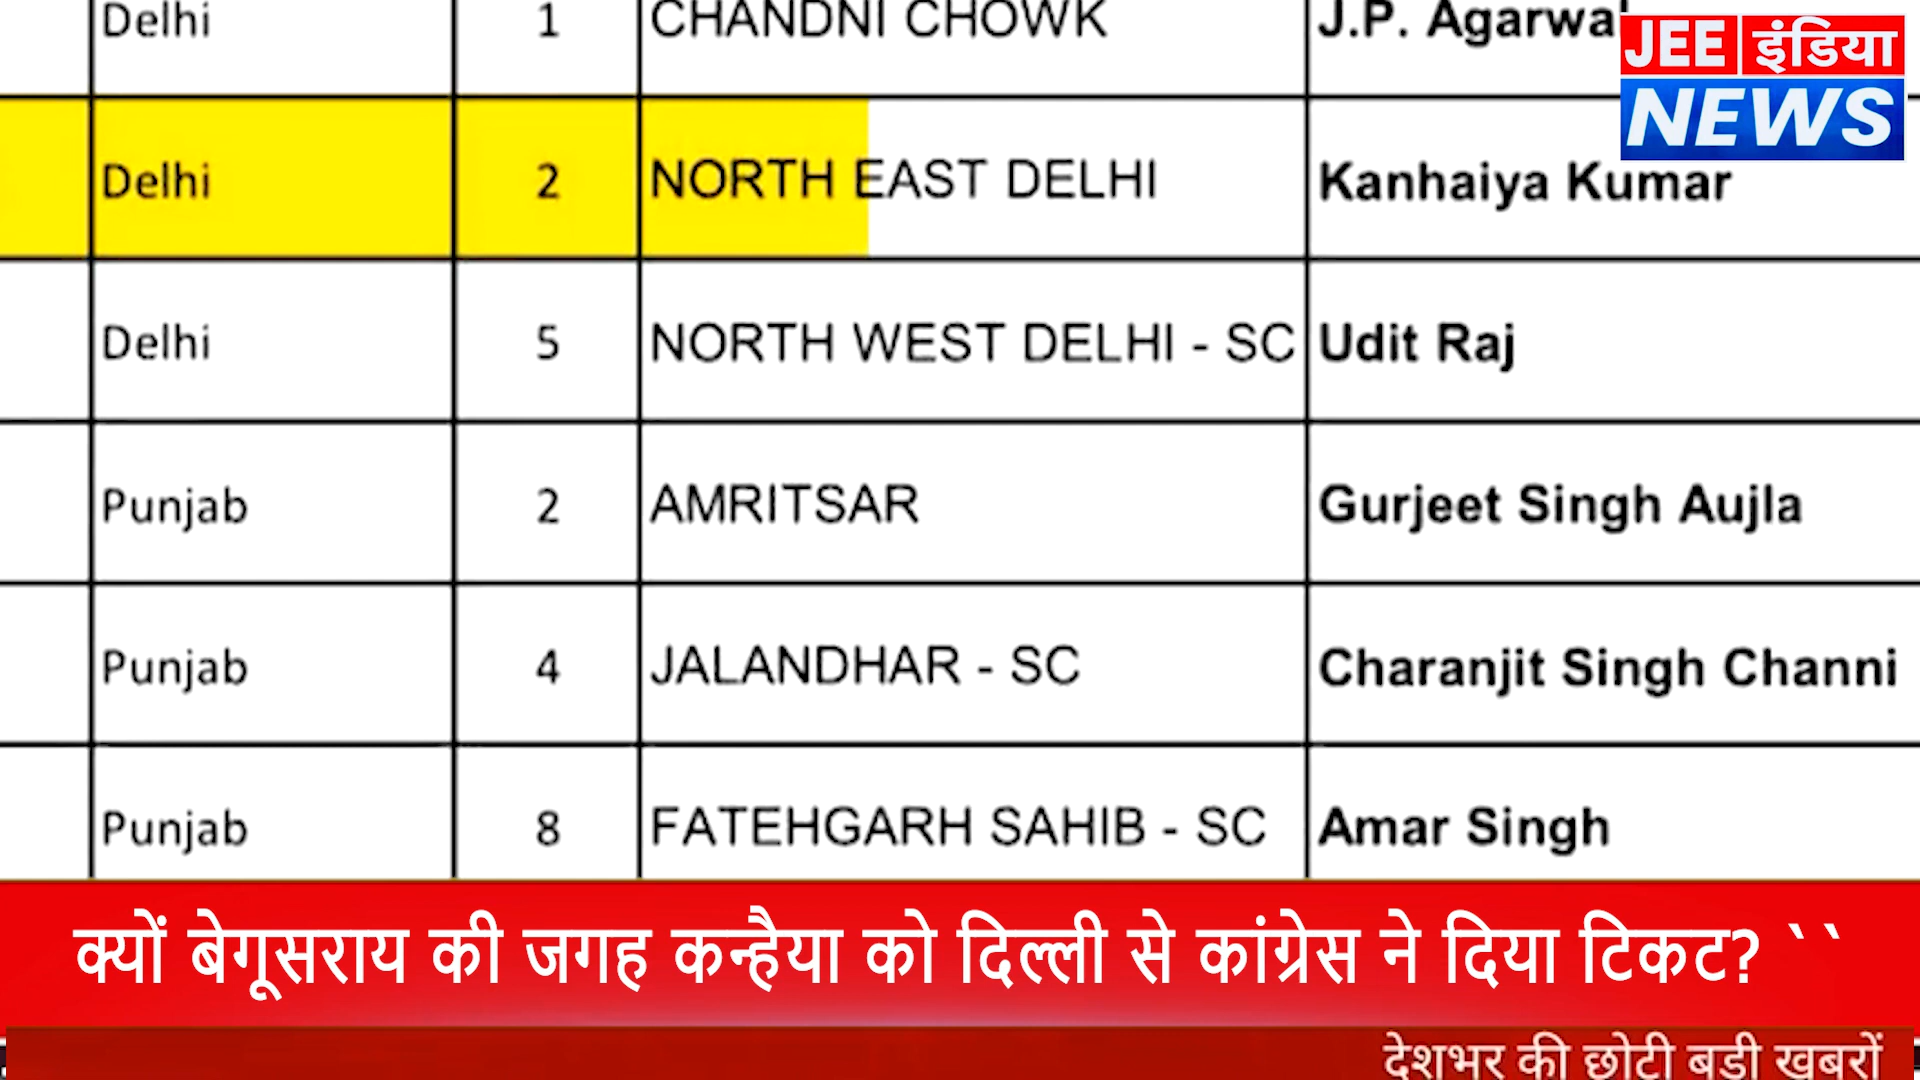 Delhi 1 CHANDNI CHOWK J.P. Agarwal
JEE इंडिया
NEWS
Delhi 2 NORTH EAST DELHI Kanhaiya Kumar
Delhi 5 NORTH WEST DELHI - SC Udit Raj
Punjab 2 AMRITSAR Gurjeet Singh Aujla
Punjab 4 JALANDHAR - SC Charanjit Singh Channi
Punjab 8 FATEHGARH SAHIB - SC Amar Singh
क्यों बेगूसराय की जगह कन्हैया को दिल्ली से कांग्रेस ने दिया टिकट? ``
देशभर की छोटी बड़ी खबरों